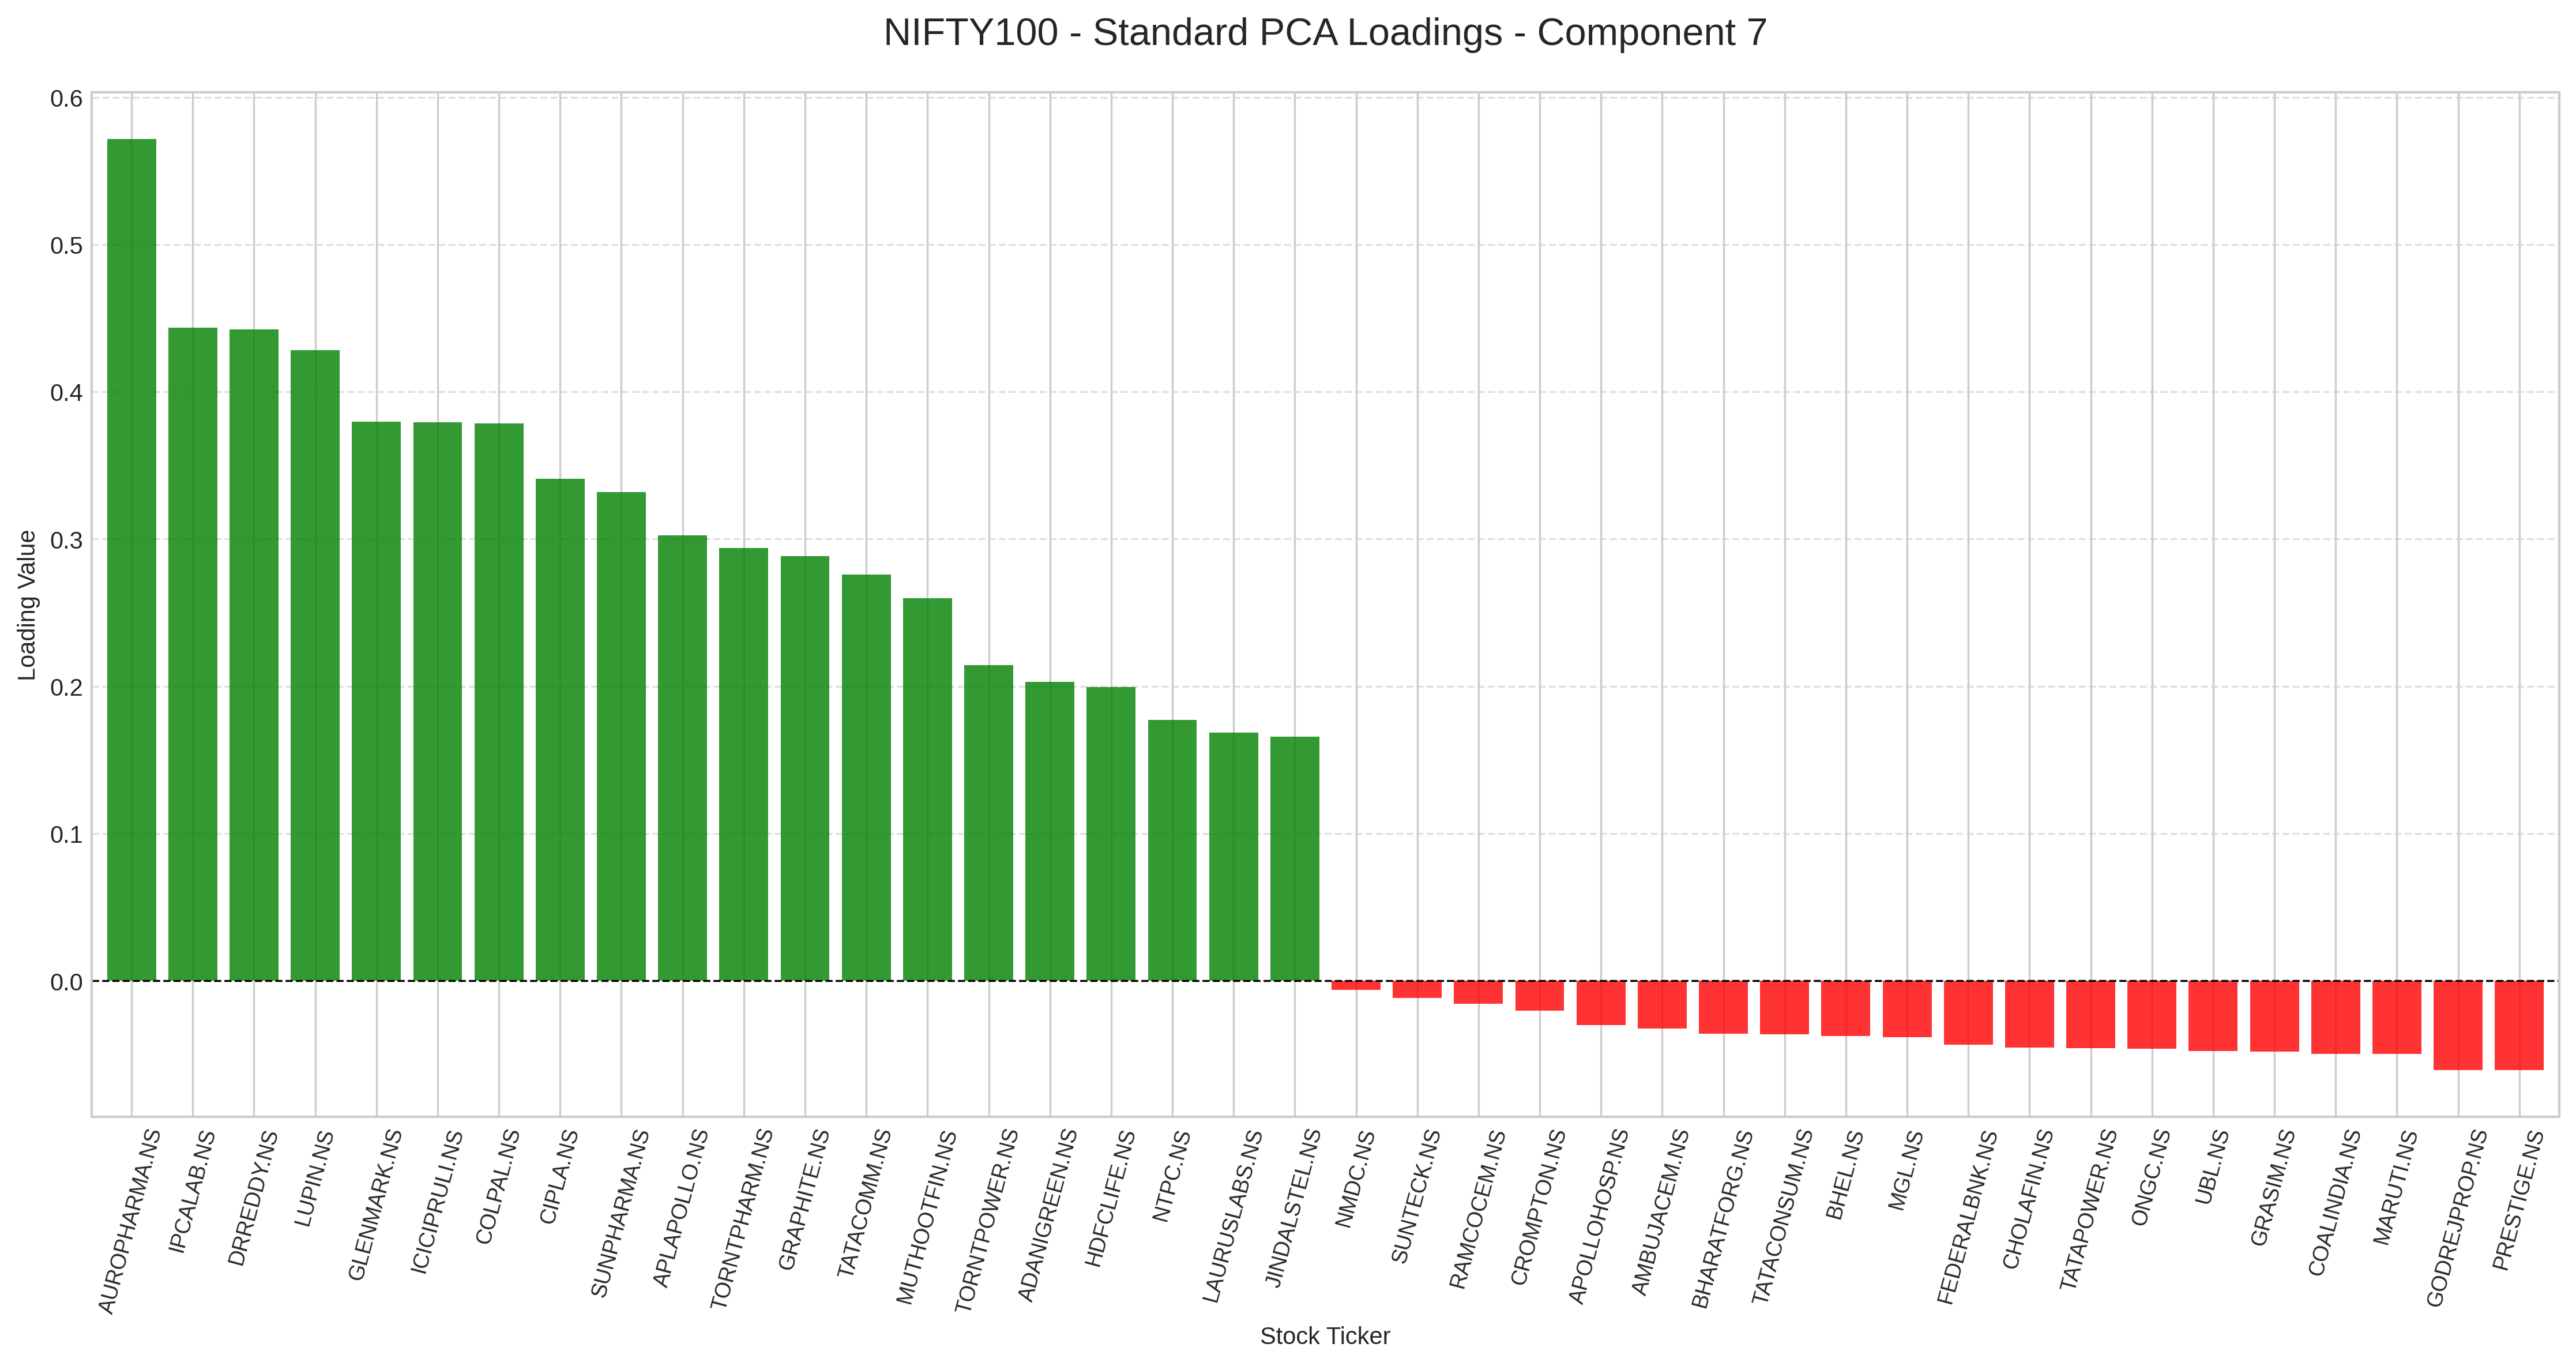 NIFTY100 - Standard PCA Loadings - Component 7
Loading Value
0.6
0.5
0.4
0.3
0.2
0.1
0.0
AUROPHARMA.NS
IPCALAB.NS
DRREDDY.NS
LUPIN.NS
GLENMARK.NS
ICICIPRULI.NS
COLPAL.NS
CIPLA.NS
SUNPHARMA.NS
APLAPOLLO.NS
TORNTPHARM.NS
GRAPHITE.NS
TATACOMM.NS
MUTHOOTFIN.NS
TORNTPOWER.NS
ADANIGREEN.NS
HDFCLIFE.NS
NTPC.NS
LAURUSLABS.NS
JINDALSTEL.NS
NMDC.NS
SUNTECK.NS
RAMCOCEM.NS
CROMPTON.NS
APOLLOHOSP.NS
AMBUJACEM.NS
BHARATFORG.NS
TATACONSUM.NS
BHEL.NS
MGL.NS
FEDERALBNK.NS
CHOLAFIN.NS
TATAPOWER.NS
ONGC.NS
UBL.NS
GRASIM.NS
COALINDIA.NS
MARUTI.NS
GODREJPROP.NS
PRESTIGE.NS
Stock Ticker